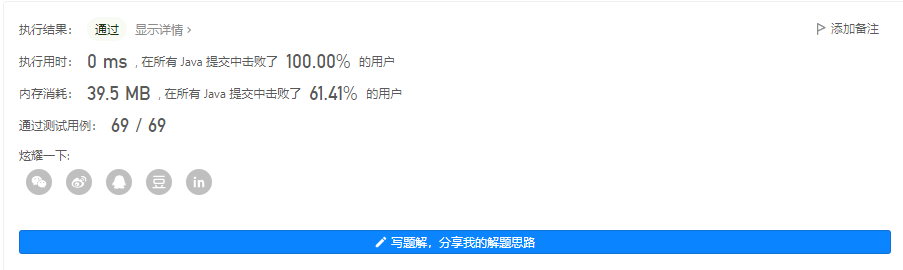 执行结果： 通过 显示详情 > 添加备注
执行用时： 0 ms , 在所有 Java 提交中击败了 100.00% 的用户
内存消耗： 39.5 MB , 在所有 Java 提交中击败了 61.41% 的用户
通过测试用例： 69 / 69
炫耀一下:
豆 in
写题解，分享我的解题思路